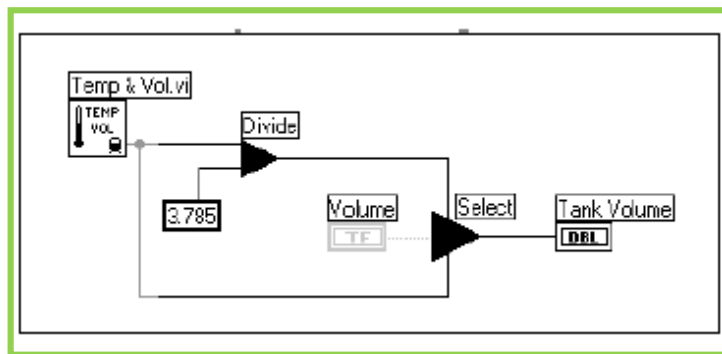 Temp & Vol.vi
TEMP
VOL
Divide
3.785
Volume
TF
Select
Tank Volume
DBL